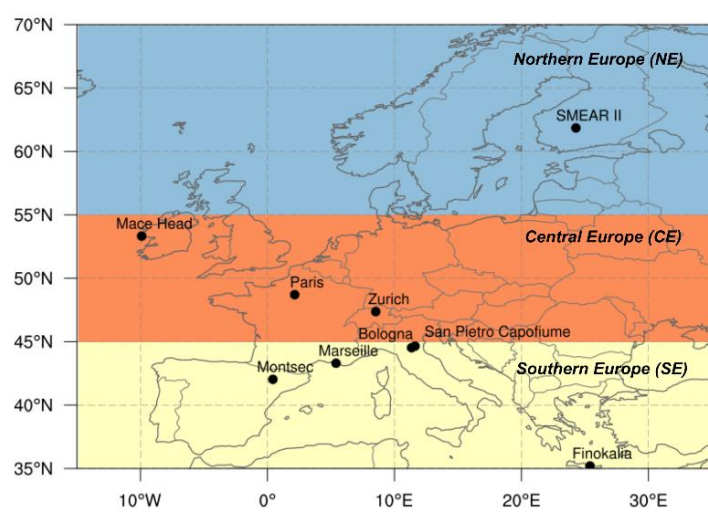 70°N
Northern Europe (NE)
65°N
SMEAR II
60°N
55°N
Mace Head
Central Europe (CE)
50°N
Paris
Zurich
45°N
Bologna
San Pietro Capofiume
Marseille
Montsec
Southern Europe (SE)
40°N
Finokalia
35°N
10°W
0°
10°E
20°E
30°E